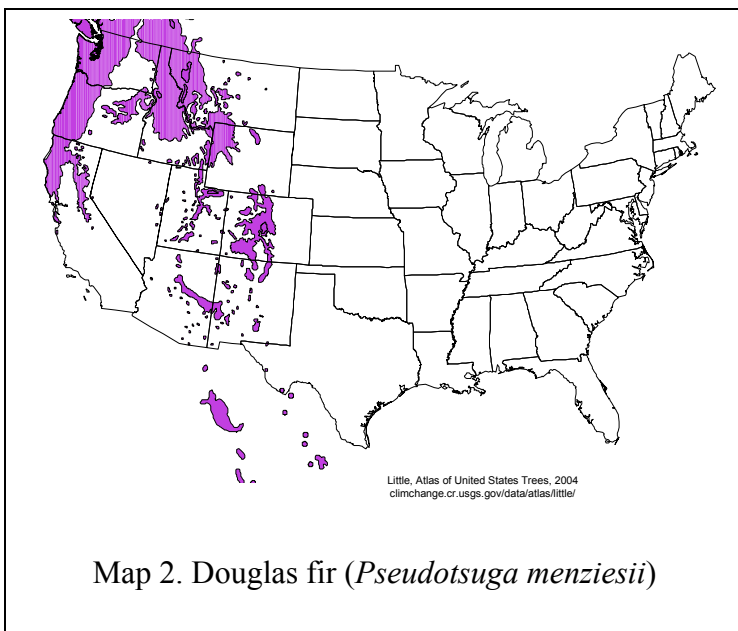 Little, Atlas of United States Trees, 2004
climchange.cr.usgs.gov/data/atlas/little/
Map 2. Douglas fir (Pseudotsuga menziesii)